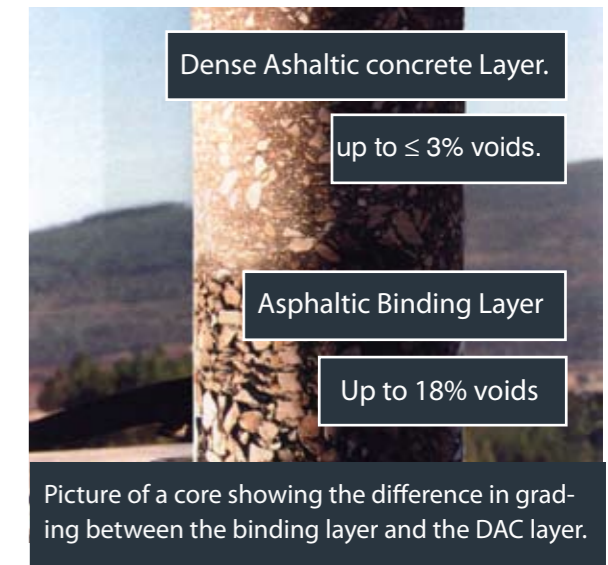 Dense Ashaltic concrete Layer.
up to ≤ 3% voids.
Asphaltic Binding Layer
Up to 18% voids
Picture of a core showing the difference in grad-
ing between the binding layer and the DAC layer.